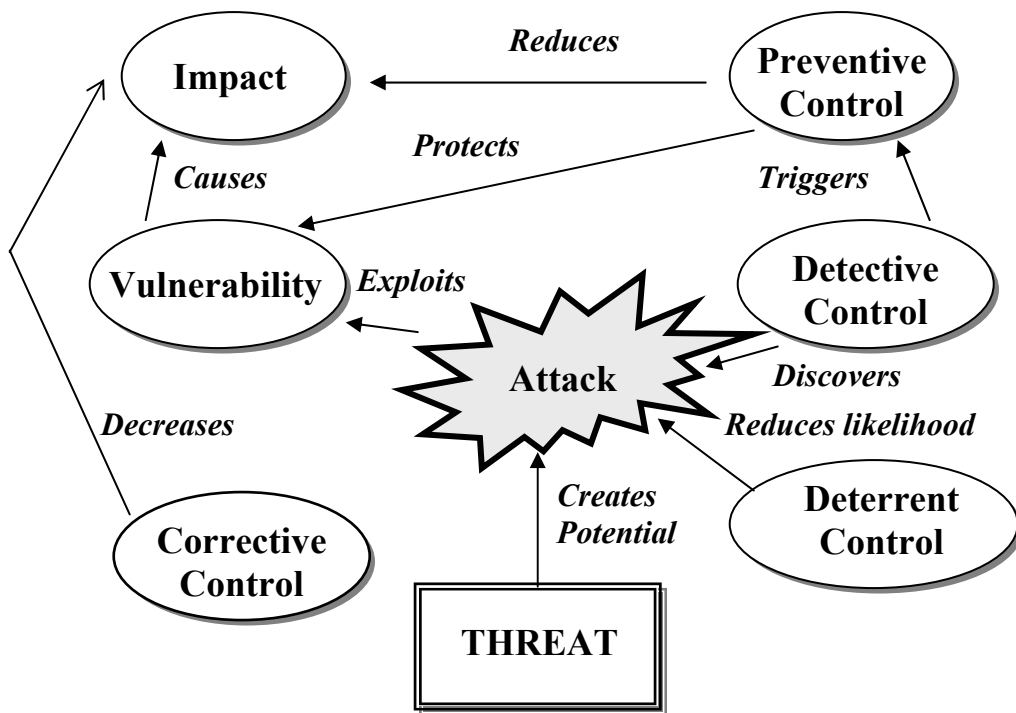 Reduces
Impact
Preventive
Control
Protects
Causes
Triggers
Vulnerability
Exploits
Detective
Control
Attack
Discovers
Decreases
Reduces likelihood
Creates
Potential
Deterrent
Control
Corrective
Control
THREAT